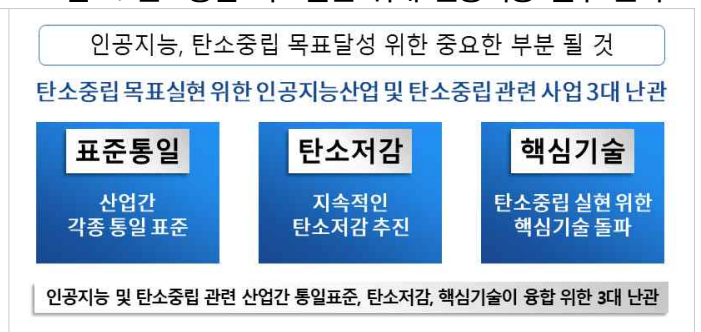 인공지능, 탄소중립 목표달성 위한 중요한 부분 될 것
탄소중립 목표실현 위한 인공지능산업 및 탄소중립 관련 사업 3대 난관
표준통일
산업간
각종 통일 표준
탄소저감
지속적인
탄소저감 추진
핵심기술
탄소중립 실현 위한
핵심기술 돌파
인공지능 및 탄소중립 관련 산업간 통일표준, 탄소저감, 핵심기술이 융합 위한 3대 난관